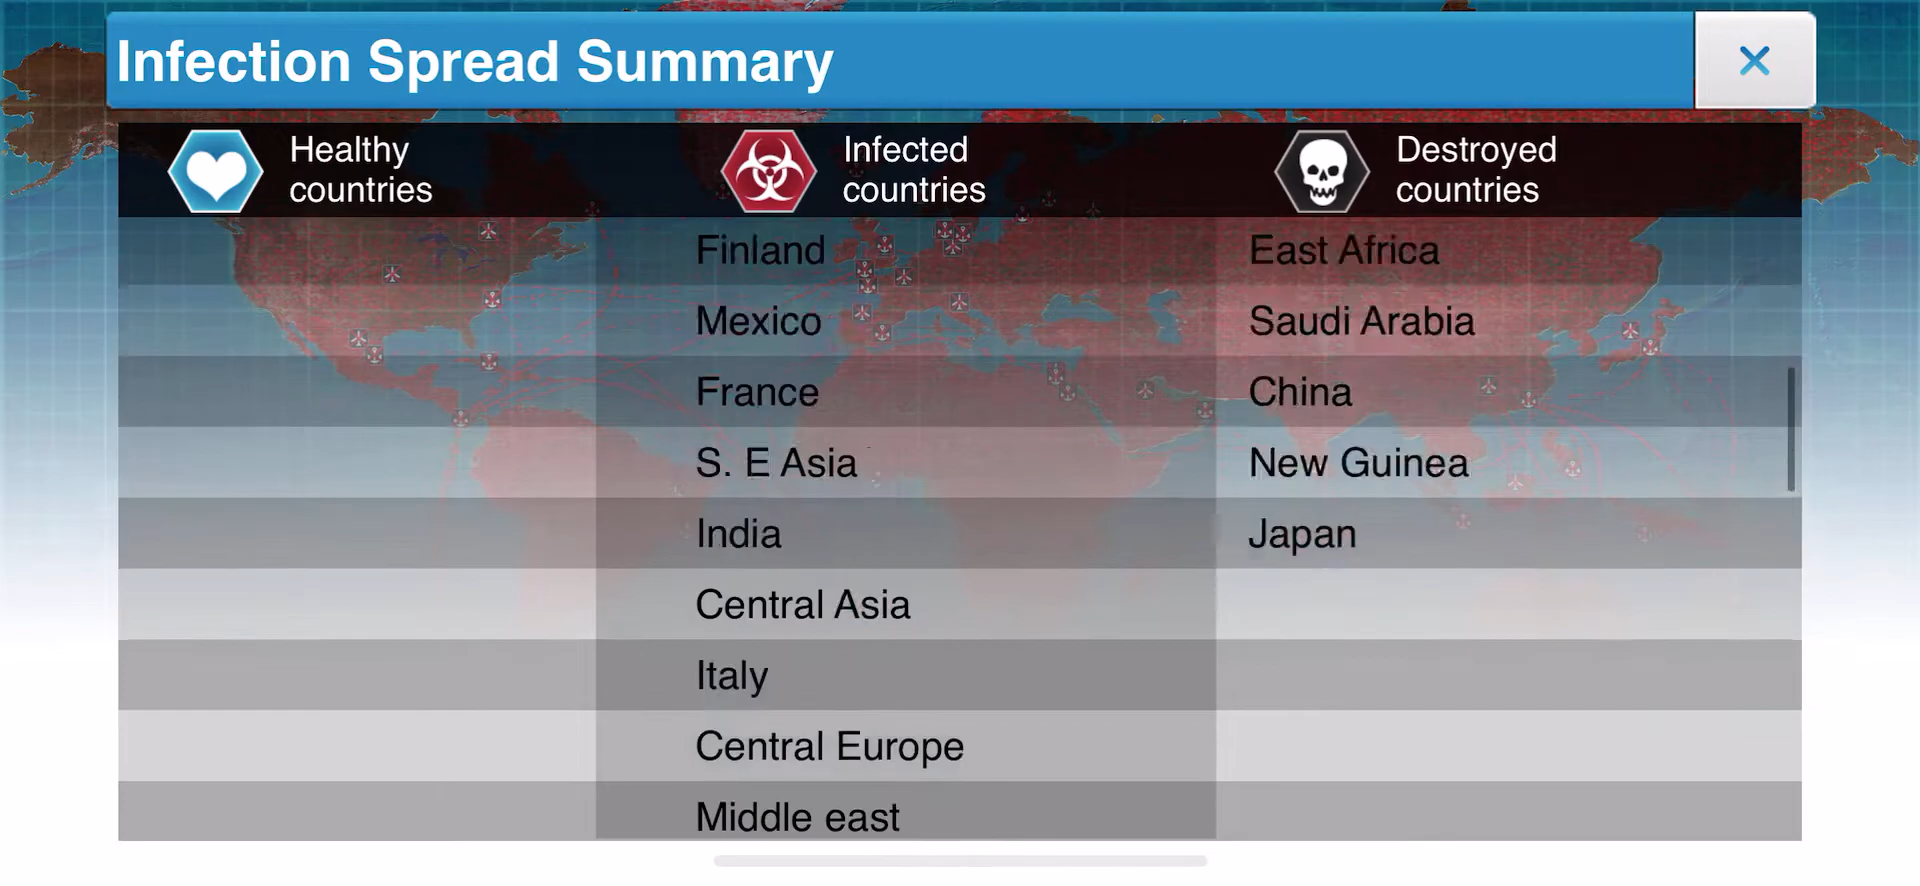 Infection Spread Summary
Healthy countries
Infected countries
Destroyed countries
Finland
East Africa
Mexico
Saudi Arabia
France
China
S. E Asia
New Guinea
India
Japan
Central Asia
Italy
Central Europe
Middle east